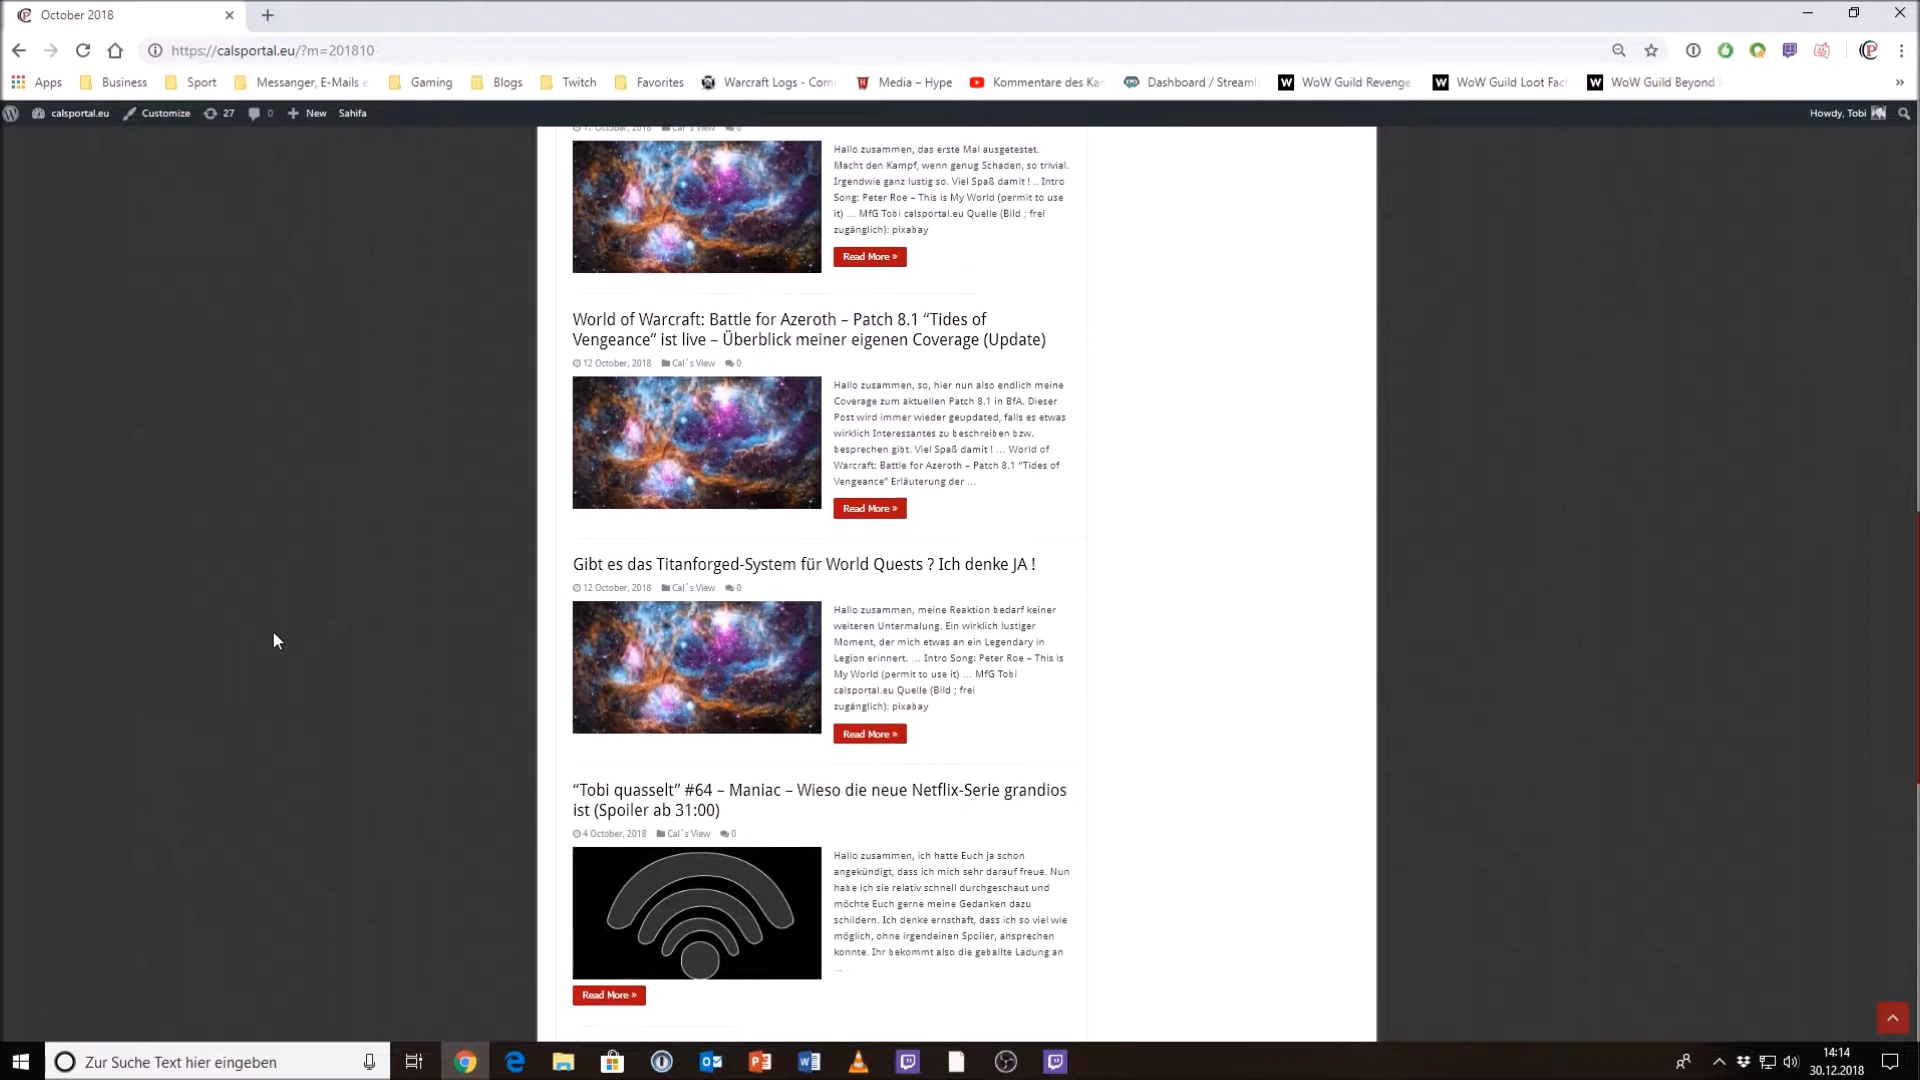 October 2018
https://calsportal.eu/?m=201810
Apps Business Sport Messanger, E-Mails Gaming Blogs Twitch Favorites Warcraft Logs - Com Media – Hype Kommentare des Ka Dashboard / Streaml WoW Guild Revenge WoW Guild Loot Fact WoW Guild Beyond »
calsportal.eu Customize 27 0 New Sahifa Howdy, Tobi
17 October, 2018 Cal´s View 0
Hallo zusammen, das erste Mal ausgetestet.
Macht den Kampf, wenn genug Schaden, so trivial.
Irgendwie ganz lustig so. Viel Spaß damit ! .. Intro
Song: Peter Roe – This is My World (permit to use
it) ... MfG Tobi calsportal.eu Quelle (Bild ; frei
zugänglich): pixabay
Read More »
World of Warcraft: Battle for Azeroth – Patch 8.1 “Tides of
Vengeance” ist live – Überblick meiner eigenen Coverage (Update)
12 October, 2018 Cal´s View 0
Hallo zusammen, so, hier nun also endlich meine
Coverage zum aktuellen Patch 8.1 in BfA. Dieser
Post wird immer wieder geupdated, falls es etwas
wirklich Interessantes zu beschreiben bzw.
besprechen gibt. Viel Spaß damit ! ... World of
Warcraft: Battle for Azeroth – Patch 8.1 “Tides of
Vengeance” Erläuterung der ...
Read More »
Gibt es das Titanforged-System für World Quests ? Ich denke JA !
12 October, 2018 Cal´s View 0
Hallo zusammen, meine Reaktion bedarf keiner
weiteren Untermalung. Ein wirklich lustiger
Moment, der mich etwas an ein Legendary in
Legion erinnert. ... Intro Song: Peter Roe – This is
My World (permit to use it) ... MfG Tobi
calsportal.eu Quelle (Bild ; frei
zugänglich): pixabay
Read More »
“Tobi quasselt” #64 – Maniac – Wieso die neue Netflix-Serie grandios
ist (Spoiler ab 31:00)
4 October, 2018 Cal´s View 0
Hallo zusammen, ich hatte Euch ja schon
angekündigt, dass ich mich sehr darauf freue. Nun
habe ich sie relativ schnell durchgeschaut und
möchte Euch gerne meine Gedanken dazu
schildern. Ich denke ernsthaft, dass ich so viel wie
möglich, ohne irgendeinen Spoiler, ansprechen
konnte. Ihr bekommt also die geballte Ladung an
...
Read More »
Zur Suche Text hier eingeben
14:14
30.12.2018